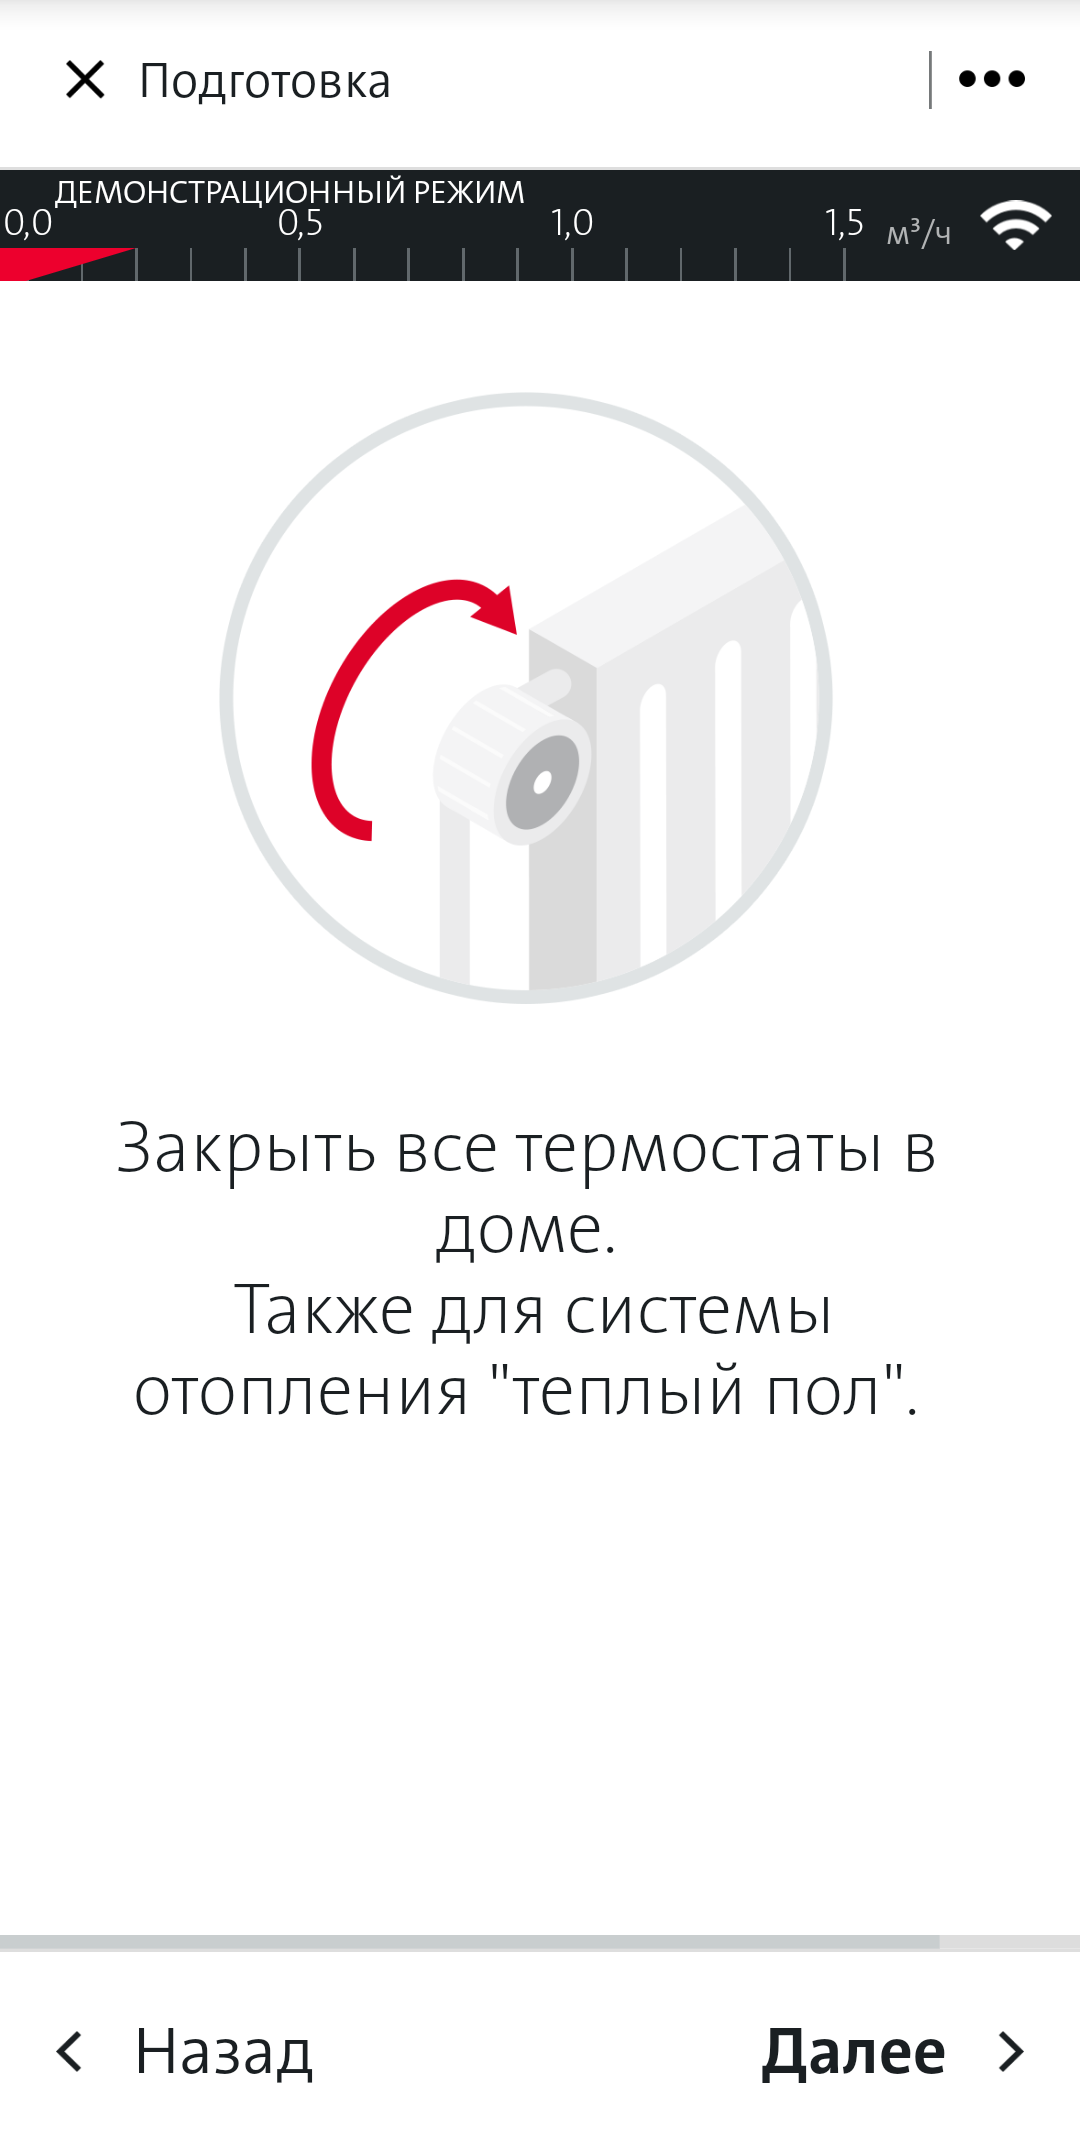 Подготовка
ДЕМОНСТРАЦИОННЫЙ РЕЖИМ
0,0 0,5 1,0 1,5 м³/ч
Закрыть все термостаты в
доме.
Также для системы
отопления "теплый пол".
Назад Далее